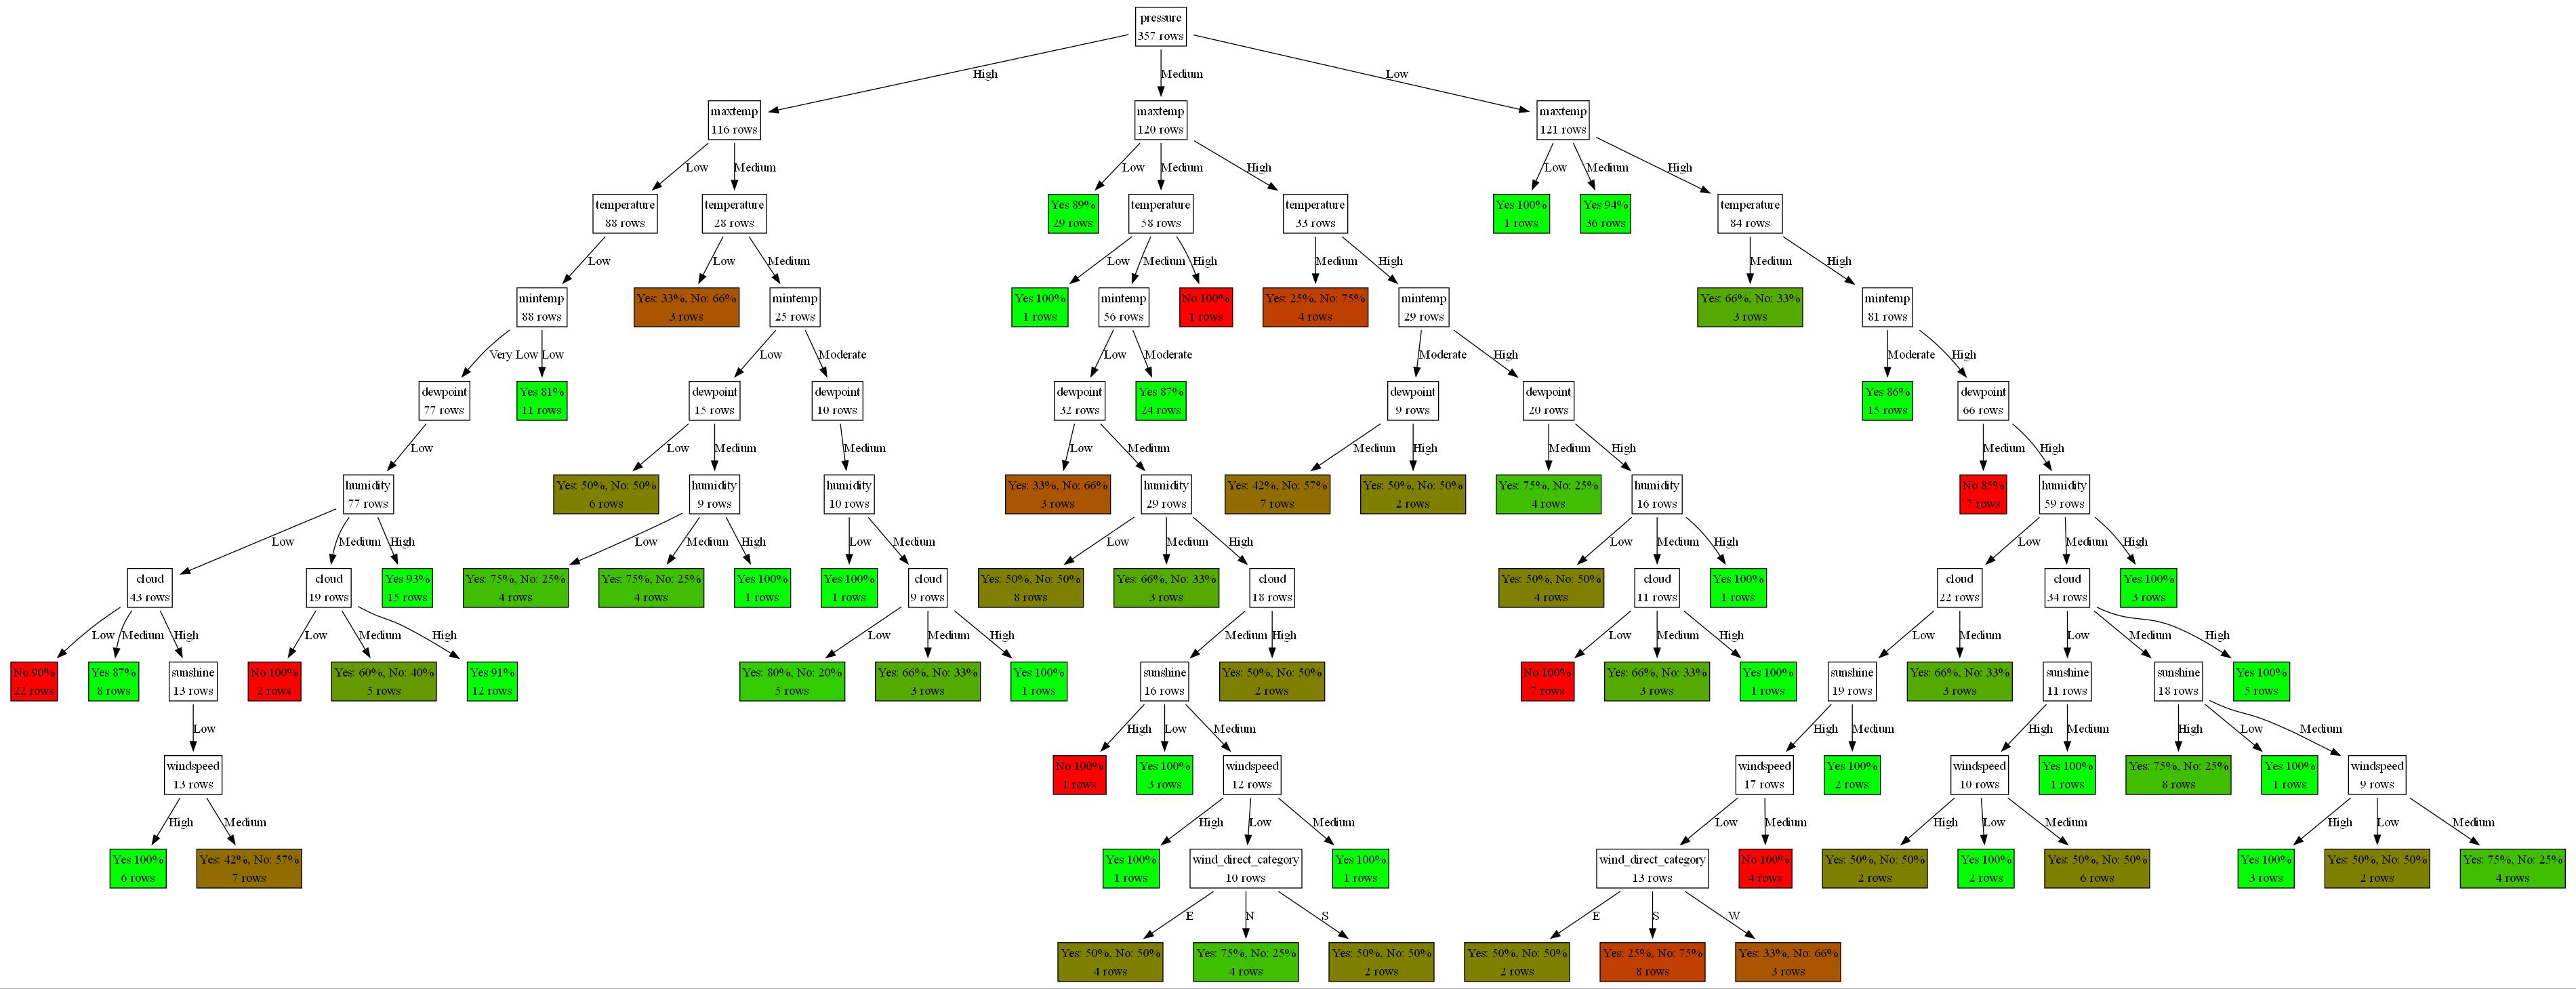 pressure
357 rows
High
Medium
Low
maxtemp
116 rows
maxtemp
120 rows
maxtemp
121 rows
Low
Medium
Low
Medium
High
Low
Medium
High
temperature
88 rows
temperature
28 rows
Yes 89%
29 rows
temperature
58 rows
temperature
33 rows
Yes 100%
1 rows
Yes 94%
36 rows
temperature
84 rows
Low
Low
Medium
Low
Medium
High
Medium
High
Medium
High
mintemp
88 rows
Yes: 33%, No: 66%
3 rows
mintemp
25 rows
Yes 100%
1 rows
mintemp
56 rows
No 100%
1 rows
Yes: 25%, No: 75%
4 rows
mintemp
29 rows
Yes: 66%, No: 33%
3 rows
mintemp
81 rows
Very Low
Low
Low
Moderate
Low
Moderate
Moderate
High
Moderate
High
dewpoint
77 rows
Yes 81%
11 rows
dewpoint
15 rows
dewpoint
10 rows
dewpoint
32 rows
Yes 87%
24 rows
dewpoint
9 rows
dewpoint
20 rows
Yes 86%
15 rows
dewpoint
66 rows
Low
Low
Medium
Medium
Low
Medium
Medium
High
Medium
High
Medium
High
humidity
77 rows
Yes: 50%, No: 50%
6 rows
humidity
9 rows
humidity
10 rows
Yes: 33%, No: 66%
3 rows
humidity
29 rows
Yes: 42%, No: 57%
7 rows
Yes: 50%, No: 50%
2 rows
Yes: 75%, No: 25%
4 rows
humidity
16 rows
No 85%
7 rows
humidity
59 rows
Low
Medium
High
Low
Medium
High
Low
Medium
Low
Medium
High
Low
Medium
High
Low
Medium
High
cloud
43 rows
cloud
19 rows
Yes 93%
15 rows
Yes: 75%, No: 25%
4 rows
Yes: 75%, No: 25%
4 rows
Yes 100%
1 rows
Yes 100%
1 rows
cloud
9 rows
Yes: 50%, No: 50%
8 rows
Yes: 66%, No: 33%
3 rows
cloud
18 rows
Yes: 50%, No: 50%
4 rows
cloud
11 rows
Yes 100%
1 rows
cloud
22 rows
cloud
34 rows
Yes 100%
3 rows
Low
Medium
High
Low
Medium
High
Low
Medium
High
Medium
High
Low
Medium
High
Low
Medium
Low
Medium
High
No 90%
22 rows
Yes 87%
8 rows
sunshine
13 rows
No 100%
2 rows
Yes: 60%, No: 40%
5 rows
Yes 91%
12 rows
Yes: 80%, No: 20%
5 rows
Yes: 66%, No: 33%
3 rows
Yes 100%
1 rows
sunshine
16 rows
Yes: 50%, No: 50%
2 rows
No 100%
7 rows
Yes: 66%, No: 33%
3 rows
Yes 100%
1 rows
sunshine
19 rows
Yes: 66%, No: 33%
3 rows
sunshine
11 rows
sunshine
18 rows
Yes 100%
5 rows
Low
High
Low
Medium
High
Medium
High
Medium
High
Low
Medium
windspeed
13 rows
No 100%
1 rows
Yes 100%
3 rows
windspeed
12 rows
windspeed
17 rows
Yes 100%
2 rows
windspeed
10 rows
Yes 100%
1 rows
Yes: 75%, No: 25%
8 rows
Yes 100%
1 rows
windspeed
9 rows
High
Medium
High
Low
Medium
Low
Medium
High
Low
Medium
High
Low
Medium
Yes 100%
6 rows
Yes: 42%, No: 57%
7 rows
Yes 100%
1 rows
wind_direct_category
10 rows
Yes 100%
1 rows
wind_direct_category
13 rows
No 100%
4 rows
Yes: 50%, No: 50%
2 rows
Yes 100%
2 rows
Yes: 50%, No: 50%
6 rows
Yes 100%
3 rows
Yes: 50%, No: 50%
2 rows
Yes: 75%, No: 25%
4 rows
E
N
S
E
S
W
Yes: 50%, No: 50%
4 rows
Yes: 75%, No: 25%
4 rows
Yes: 50%, No: 50%
2 rows
Yes: 50%, No: 50%
2 rows
Yes: 25%, No: 75%
8 rows
Yes: 33%, No: 66%
3 rows